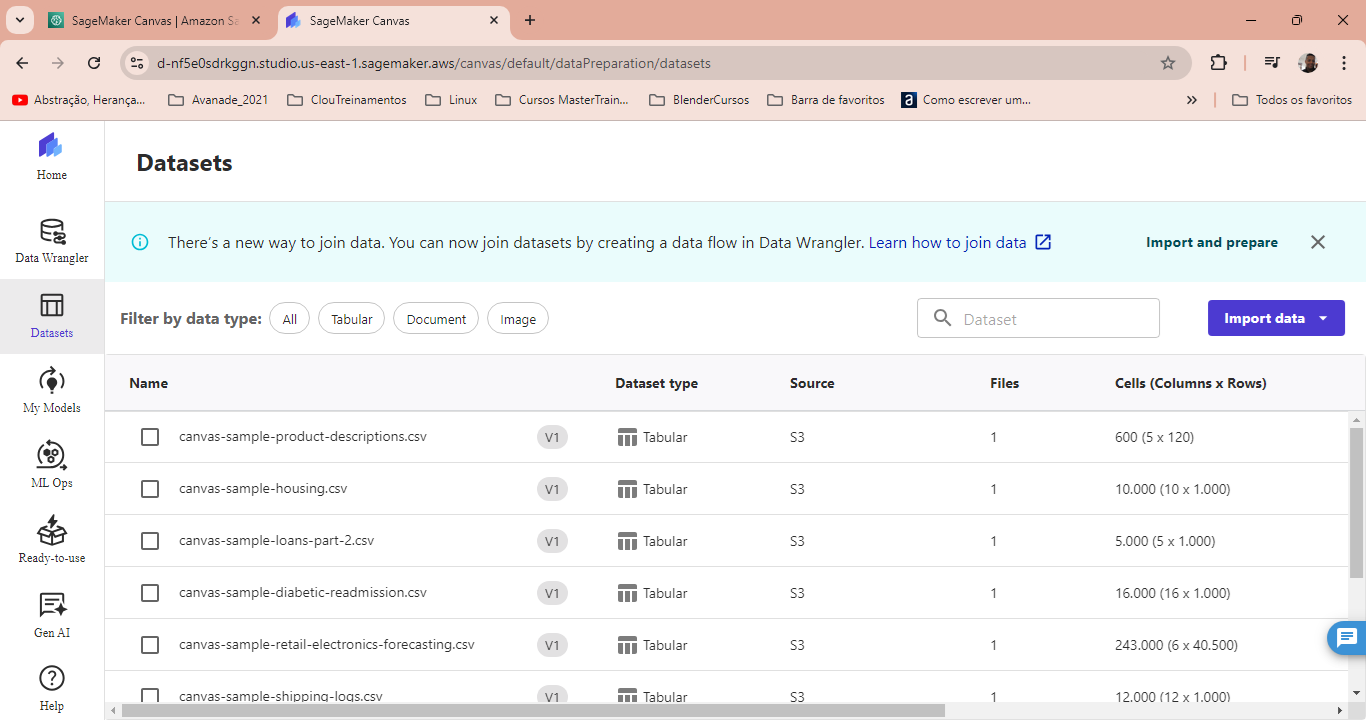 SageMaker Canvas | Amazon Sa
SageMaker Canvas
d-nf5e0sdrkggn.studio.us-east-1.sagemaker.aws/canvas/default/dataPreparation/datasets
Abstração, Herança...
Avanade_2021
ClouTreinamentos
Linux
Cursos MasterTrain...
BlenderCursos
Barra de favoritos
a
Como escrever um...
Todos os favoritos
Home
Data Wrangler
Datasets
My Models
ML Ops
Ready-to-use
Gen AI
Help
Datasets
There's a new way to join data. You can now join datasets by creating a data flow in Data Wrangler. Learn how to join data
Import and prepare
Filter by data type: All Tabular Document Image
Dataset
Import data
Name Dataset type Source Files Cells (Columns x Rows)
canvas-sample-product-descriptions.csv V1 Tabular S3 1 600 (5 x 120)
canvas-sample-housing.csv V1 Tabular S3 1 10.000 (10 x 1.000)
canvas-sample-loans-part-2.csv V1 Tabular S3 1 5.000 (5 x 1.000)
canvas-sample-diabetic-readmission.csv V1 Tabular S3 1 16.000 (16 x 1.000)
canvas-sample-retail-electronics-forecasting.csv V1 Tabular S3 1 243.000 (6 x 40.500)
canvas-sample-shipping-logs.csv V1 Tabular S3 1 12.000 (12 x 1.000)